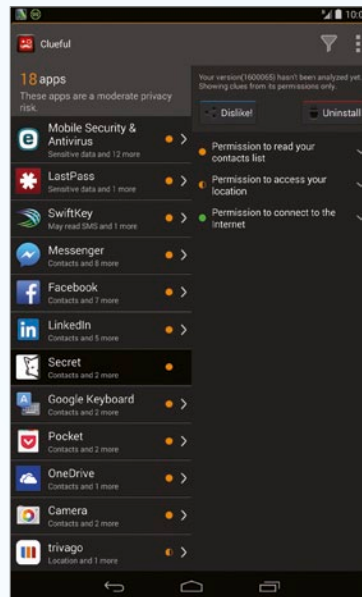 10:0
Clueful
18 apps
These apps are a moderate privacy
risk.
Mobile Security &
Antivirus
Sensitive data and 12 more
LastPass
Sensitive data and 1 more
SwiftKey
May read SMS and 1 more
Messenger
Contacts and 8 more
Facebook
Contacts and 7 more
LinkedIn
Contacts and 5 more
Secret
Contacts and 2 more
Google Keyboard
Contacts and 2 more
Pocket
Contacts and 2 more
OneDrive
Contacts and 1 more
Camera
Contacts and 2 more
trivago
Location and 1 more
Your version(1600065) hasn't been analyzed yet.
Showing clues from its permissions only.
Dislike!
Uninstall
Permission to read your
contacts list
Permission to access your
location
Permission to connect to the
Internet